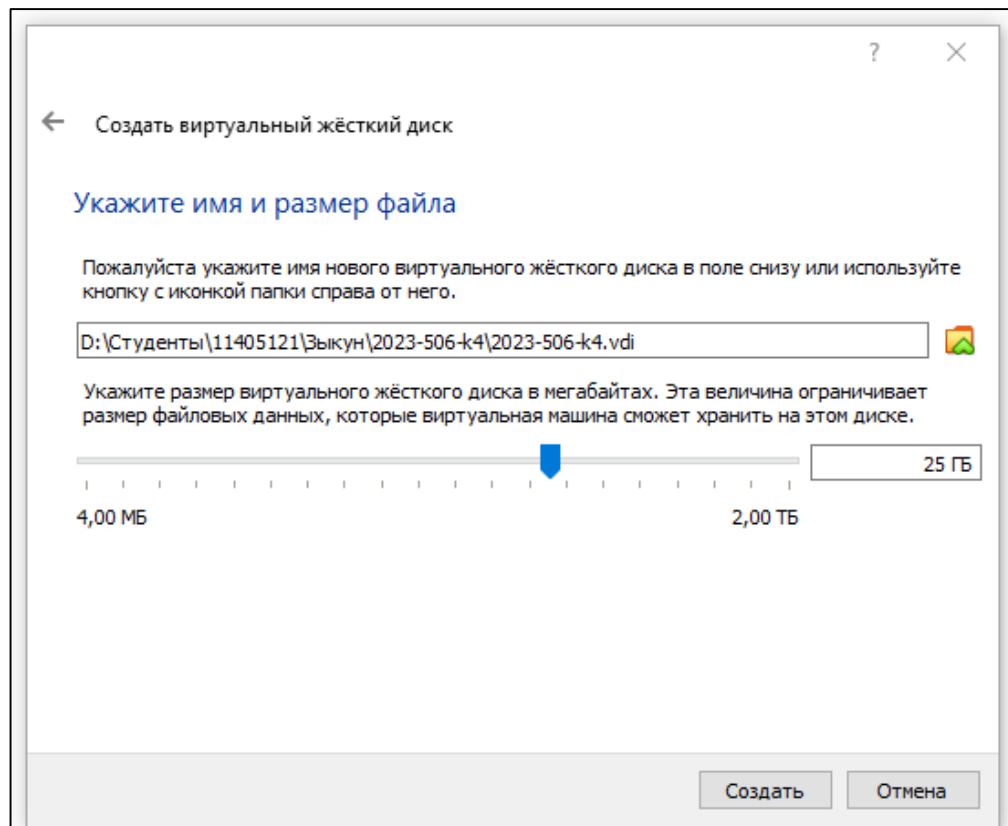 ?
Создать виртуальный жёсткий диск
Укажите имя и размер файла
Пожалуйста укажите имя нового виртуального жёсткого диска в поле снизу или используйте
кнопку с иконкой папки справа от него.
D:\Студенты\11405121\Зыкун\2023-506-k4\2023-506-k4.vdi
Укажите размер виртуального жёсткого диска в мегабайтах. Эта величина ограничивает
размер файловых данных, которые виртуальная машина сможет хранить на этом диске.
25 ГБ
4,00 МБ 2,00 ТБ
Создать Отмена